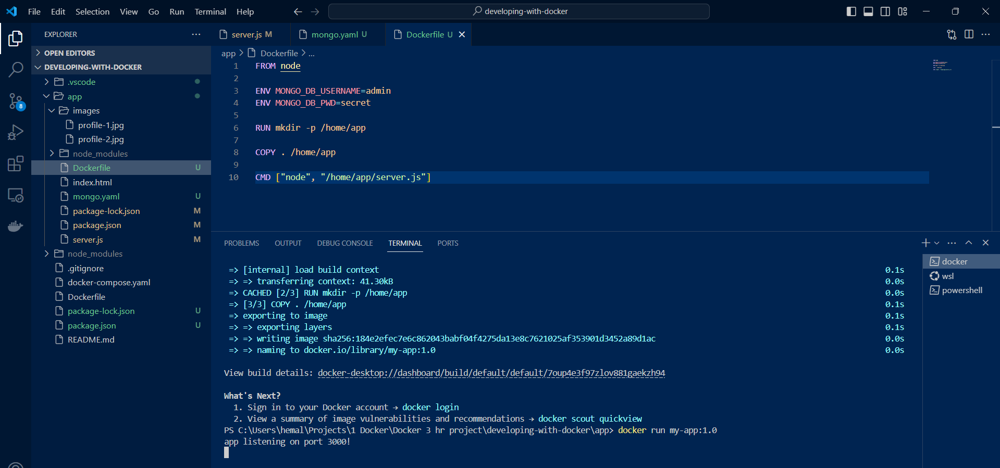 File Edit Selection View Go Run Terminal Help
developing-with-docker
EXPLORER
OPEN EDITORS
DEVELOPING-WITH-DOCKER
.vscode
app
images
profile-1.jpg
profile-2.jpg
node_modules
Dockerfile U
index.html
mongo.yaml U
package-lock.json M
package.json M
server.js M
node_modules
.gitignore
docker-compose.yaml
Dockerfile
package-lock.json U
package.json U
README.md
8
server.js M mongo.yaml U Dockerfile U
app > Dockerfile > ...
1 FROM node
2
3 ENV MONGO_DB_USERNAME=admin
4 ENV MONGO_DB_PWD=secret
5
6 RUN mkdir -p /home/app
7
8 COPY . /home/app
9
10 CMD ["node", "/home/app/server.js"]
PROBLEMS OUTPUT DEBUG CONSOLE TERMINAL PORTS
=> [internal] load build context 0.1s
=> => transferring context: 41.30kB 0.0s
=> CACHED [2/3] RUN mkdir -p /home/app 0.0s
=> [3/3] COPY . /home/app 0.1s
=> exporting to image 0.1s
=> => exporting layers 0.1s
=> => writing image sha256:184e2efec7e6c862043babf04f4275da13e8c7621025af353901d3452a89d1ac 0.0s
=> => naming to docker.io/library/my-app:1.0 0.0s
View build details: docker-desktop://dashboard/build/default/default/7oup4e3f97zlov881gaekzh94
What's Next?
1. Sign in to your Docker account → docker login
2. View a summary of image vulnerabilities and recommendations → docker scout quickview
PS C:\Users\hemal\Projects\1 Docker\Docker 3 hr project\developing-with-docker\app> docker run my-app:1.0
app listening on port 3000!
docker
wsl
powershell